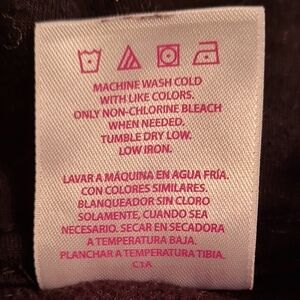 MACHINE WASH COLD
WITH LIKE COLORS.
ONLY NON-CHLORINE BLEACH
WHEN NEEDED.
TUMBLE DRY LOW.
LOW IRON.
LAVAR A MÁQUINA EN AGUA FRÍA.
CON COLORES SIMILARES.
BLANQUEADOR SIN CLORO
SOLAMENTE, CUANDO SEA
NECESARIO. SECAR EN SECADORA
A TEMPERATURA BAJA.
PLANCHAR A TEMPERATURA TIBIA.
C1A